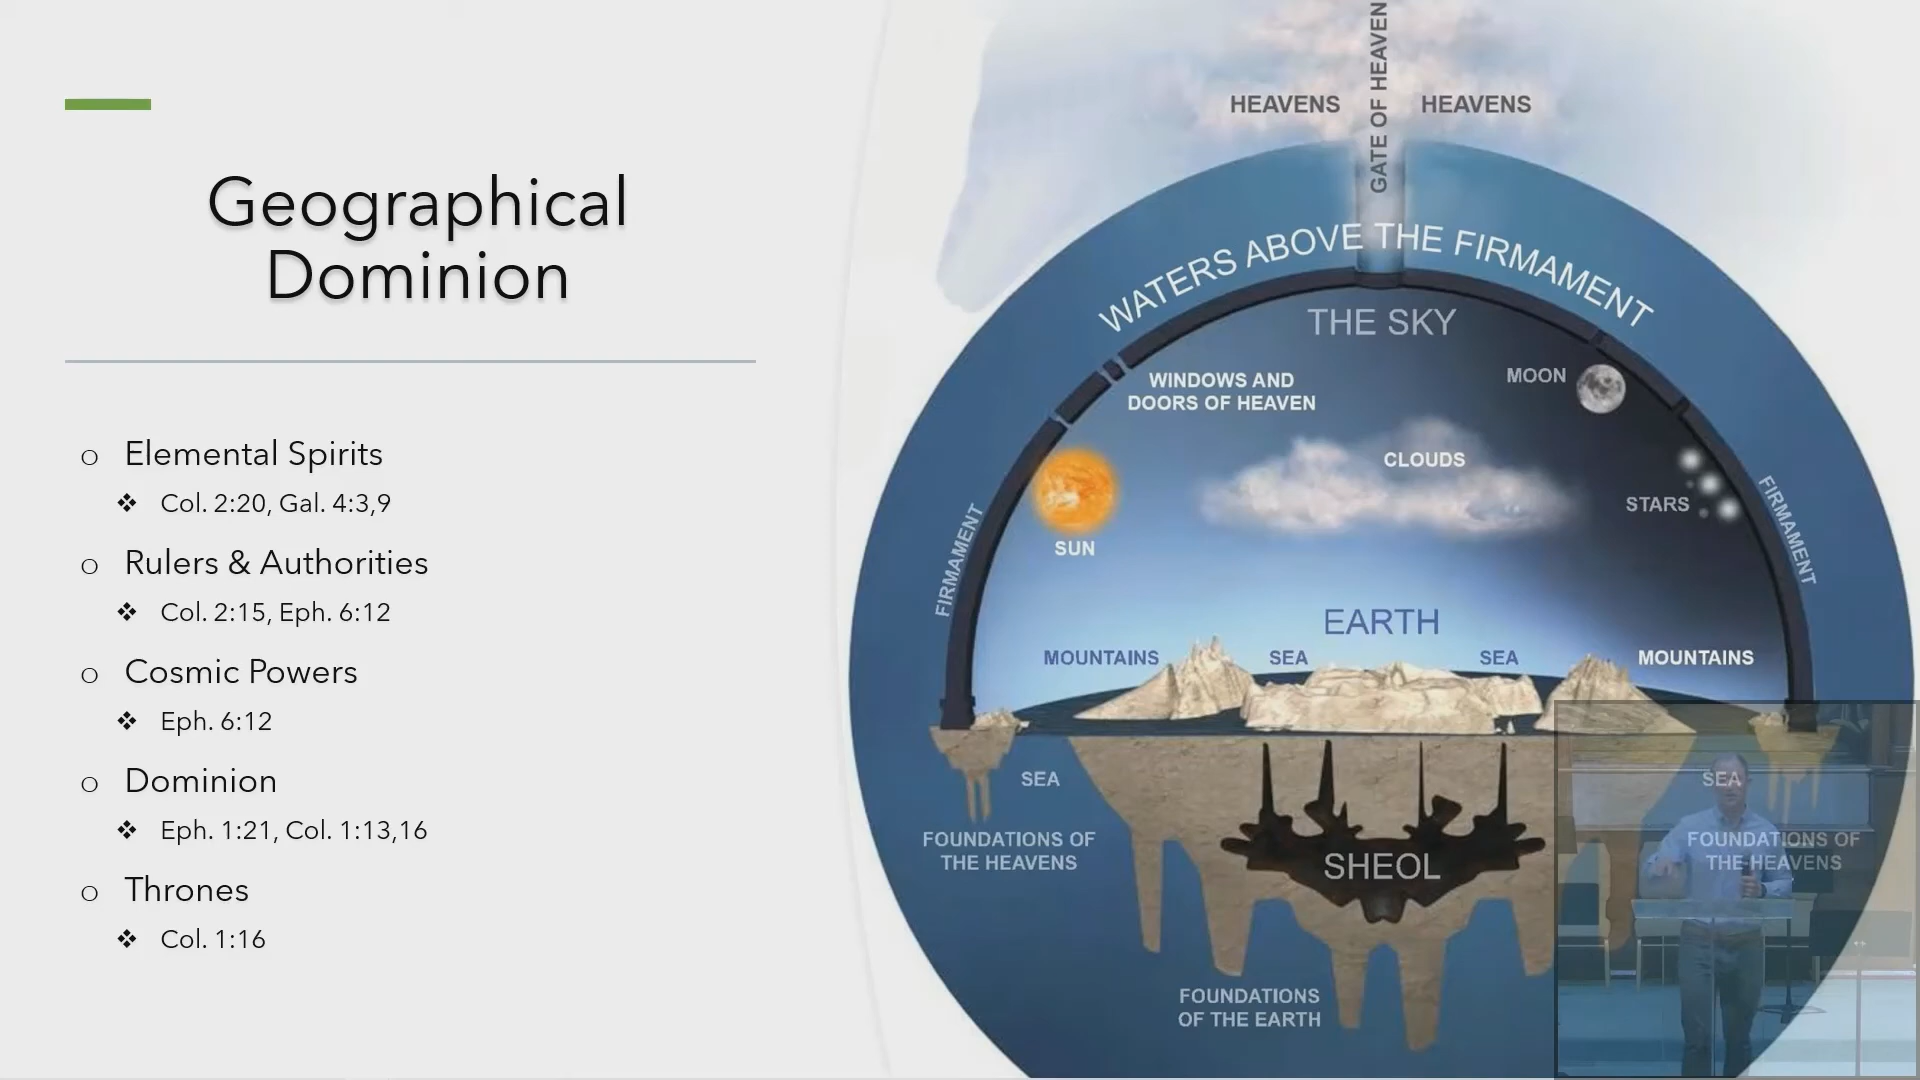 Geographical
Dominion
o Elemental Spirits
❖ Col. 2:20, Gal. 4:3,9
o Rulers & Authorities
❖ Col. 2:15, Eph. 6:12
o Cosmic Powers
❖ Eph. 6:12
o Dominion
❖ Eph. 1:21, Col. 1:13,16
o Thrones
❖ Col. 1:16
GATE OF HEAVEN
HEAVENS
HEAVENS
WATERS ABOVE THE FIRMAMENT
THE SKY
WINDOWS AND
DOORS OF HEAVEN
MOON
CLOUDS
STARS
SUN
FIRMAMENT
FIRMAMENT
EARTH
MOUNTAINS
SEA
SEA
MOUNTAINS
SEA
SEA
FOUNDATIONS OF
THE HEAVENS
FOUNDATIONS OF
THE HEAVENS
SHEOL
FOUNDATIONS
OF THE EARTH